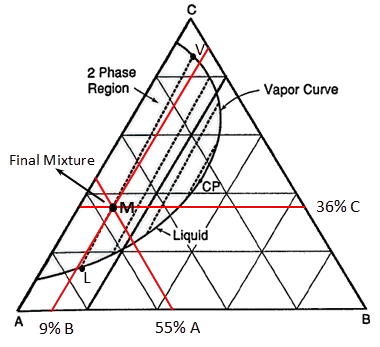 C
V
2 Phase
Region
Vapor Curve
Final Mixture
CP
M
36% C
Liquid
L
A
B
9% B
55% A